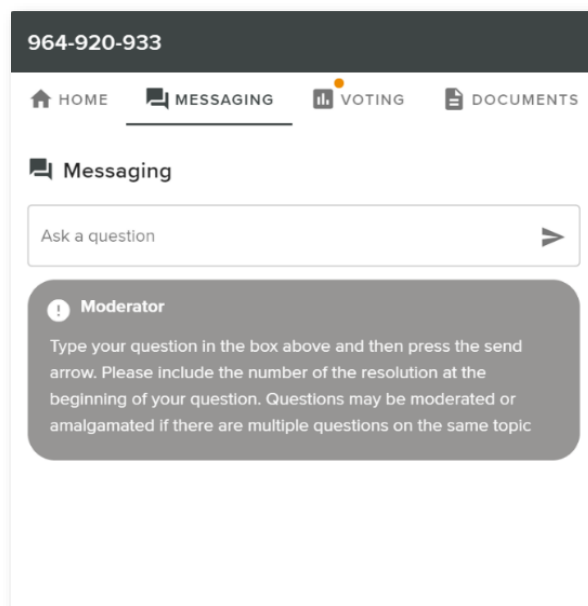 964-920-933
HOME MESSAGING VOTING DOCUMENTS
Messaging
Ask a question
Moderator
Type your question in the box above and then press the send
arrow. Please include the number of the resolution at the
beginning of your question. Questions may be moderated or
amalgamated if there are multiple questions on the same topic